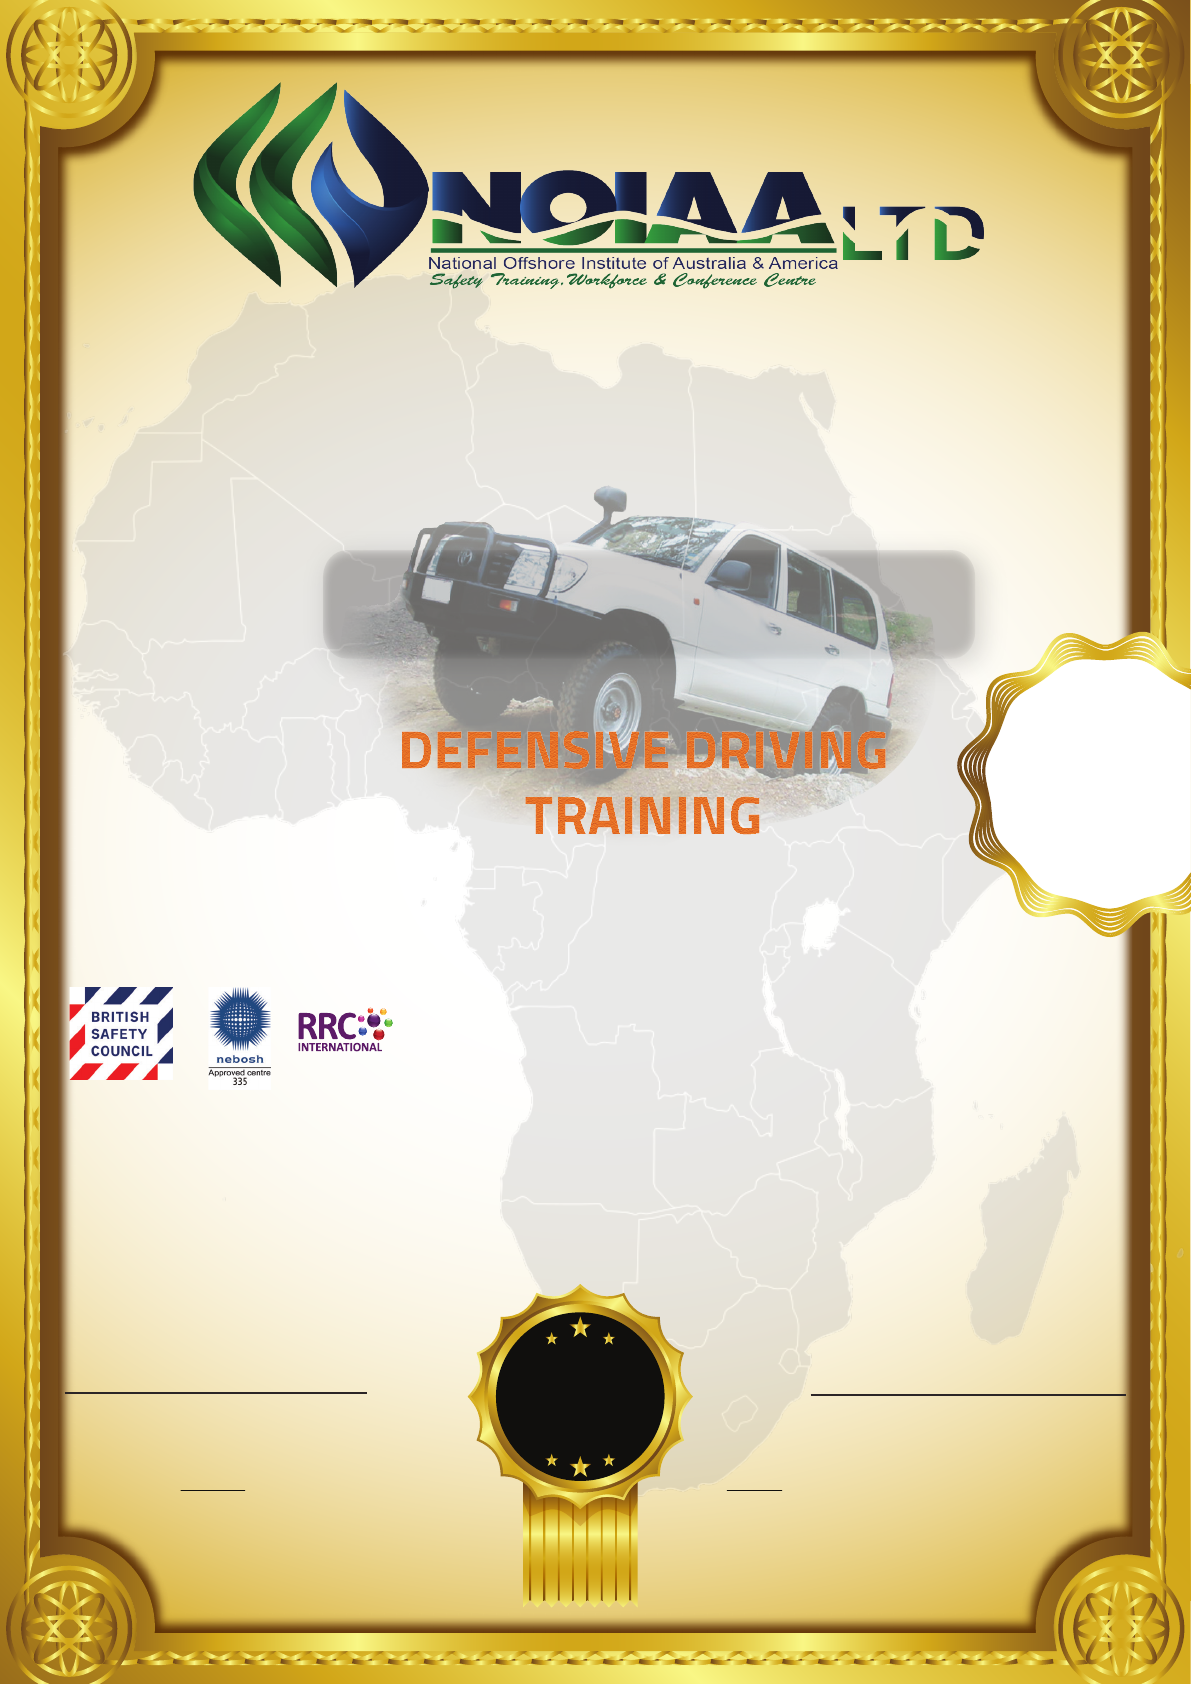 NOIAA LTD
National Offshore Institute of Australia & America
Safety Training, Workforce & Conference Centre
DEFENSIVE DRIVING
TRAINING
BRITISH
SAFETY
COUNCIL
nebosh
Approved centre
335
RRC
INTERNATIONAL